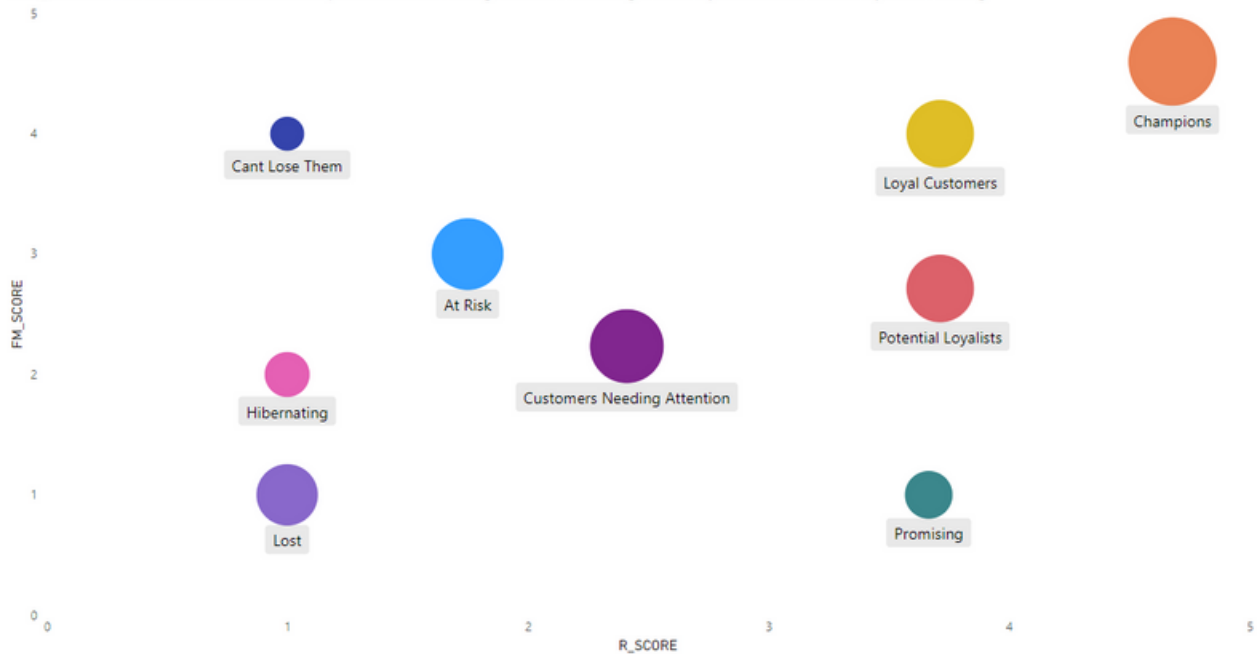 5
Champions
4
Cant Lose Them
Loyal Customers
3
At Risk
Potential Loyalists
FM_SCORE
2
Customers Needing Attention
Hibernating
1
Lost
Promising
0
0 1 2 3 4 5
R_SCORE